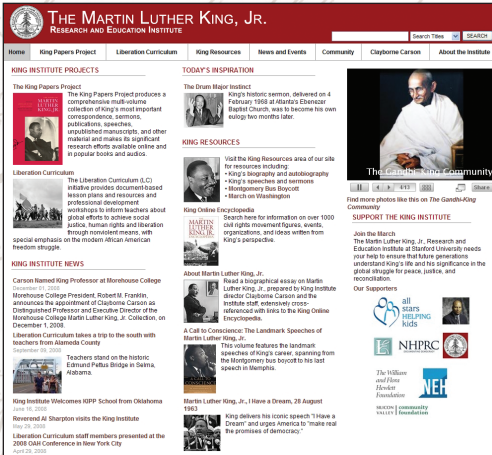 THE MARTIN LUTHER KING, JR.
RESEARCH AND EDUCATION INSTITUTE
Search Titles
SEARCH
Home
King Papers Project
Liberation Curriculum
King Resources
News and Events
Community
Clayborne Carson
About the Institute
KING INSTITUTE PROJECTS
The King Papers Project
The King Papers Project produces a
comprehensive multi-volume
collection of King's most important
correspondence, sermons,
publications, speeches,
unpublished manuscripts, and other
material and makes its significant
research efforts available online and
in popular books and audios.
MARTIN
LUTHER
KING, JR.
Liberation Curriculum
The Liberation Curriculum (LC)
initiative provides document-based
lesson plans and resources and
professional development
workshops to inform teachers about
global efforts to achieve social
justice, human rights and liberation
through nonviolent means, with
special emphasis on the modern African American
freedom struggle.
KING INSTITUTE NEWS
Carson Named King Professor at Morehouse College
December 01, 2008
Morehouse College President, Robert M. Franklin,
announces the appointment of Clayborne Carson as
Distinguished Professor and Executive Director of the
Morehouse College Martin Luther King, Jr. Collection, on
December 1, 2008.
Liberation Curriculum takes a trip to the south with
teachers from Alameda County
September 09, 2008
Teachers stand on the historic
Edmund Pettus Bridge in Selma,
Alabama.
King Institute Welcomes KIPP School from Oklahoma
June 16, 2008
Reverend Al Sharpton visits the King Institute
May 29, 2008
Liberation Curriculum staff members presented at the
2008 OAH Conference in New York City
April 29, 2008
TODAY'S INSPIRATION
The Drum Major Instinct
King's historic sermon, delivered on 4
February 1968 at Atlanta's Ebenezer
Baptist Church, was to become his own
eulogy two months later.
KING RESOURCES
Visit the King Resources area of our site
for resources including:
• King's biography and autobiography
• King's speeches and sermons
• Montgomery Bus Boycott
• March on Washington
King Online Encyclopedia
MARTIN
LUTHER
KING JR.
Search here for information on over 1000
civil rights movement figures, events,
organizations, and ideas written from
King's perspective.
About Martin Luther King, Jr.
Read a biographical essay on Martin
Luther King, Jr., prepared by King Institute
director Clayborne Carson and the
Institute staff, extensively cross-
referenced with links to the King Online
Encyclopedia.
A Call to Conscience: The Landmark Speeches of
Martin Luther King, Jr.
This volume features the landmark
speeches of King's career, spanning from
the Montgomery bus boycott to his last
speech in Memphis.
CONSCIENCE
Martin Luther King, Jr., I Have a Dream, 28 August
1963
King delivers his iconic speech "I Have a
Dream" and urges America to "make real
the promises of democracy."
The Gandhi-King Community
4/13
Share
Find more photos like this on The Gandhi-King
Community
SUPPORT THE KING INSTITUTE
Join the March
The Martin Luther King, Jr., Research and
Education Institute at Stanford University needs
your help to ensure that future generations
understand King's life and his significance in the
global struggle for peace, justice, and
reconciliation.
Our Supporters
all
stars
HELPING
kids
NHPRC
The William
and Flora
Hewlett
Foundation
NEH
SILICON
VALLEY
community
foundation